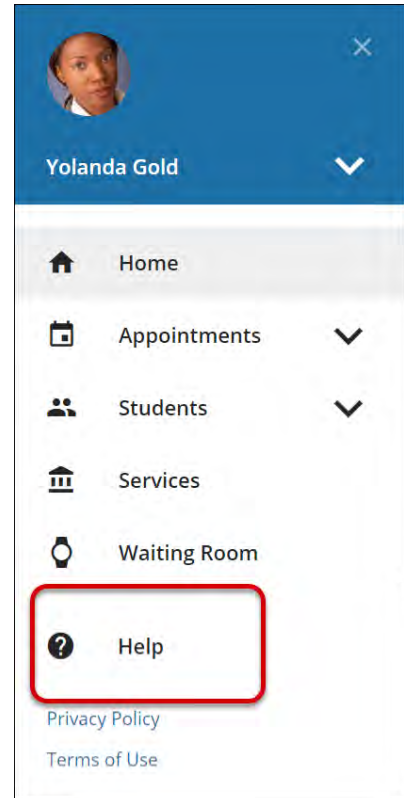 Yolanda Gold
Home
Appointments
Students
Services
Waiting Room
Help
Privacy Policy
Terms of Use